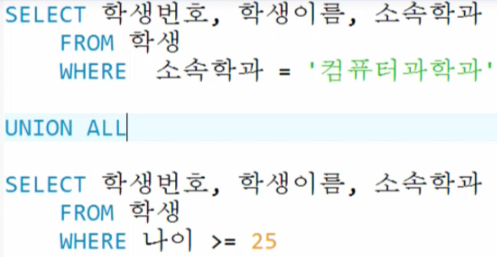 SELECT 학생번호, 학생이름, 소속학과
FROM 학생
WHERE 소속학과 = '컴퓨터과학과'
UNION ALL
SELECT 학생번호, 학생이름, 소속학과
FROM 학생
WHERE 나이 >= 25